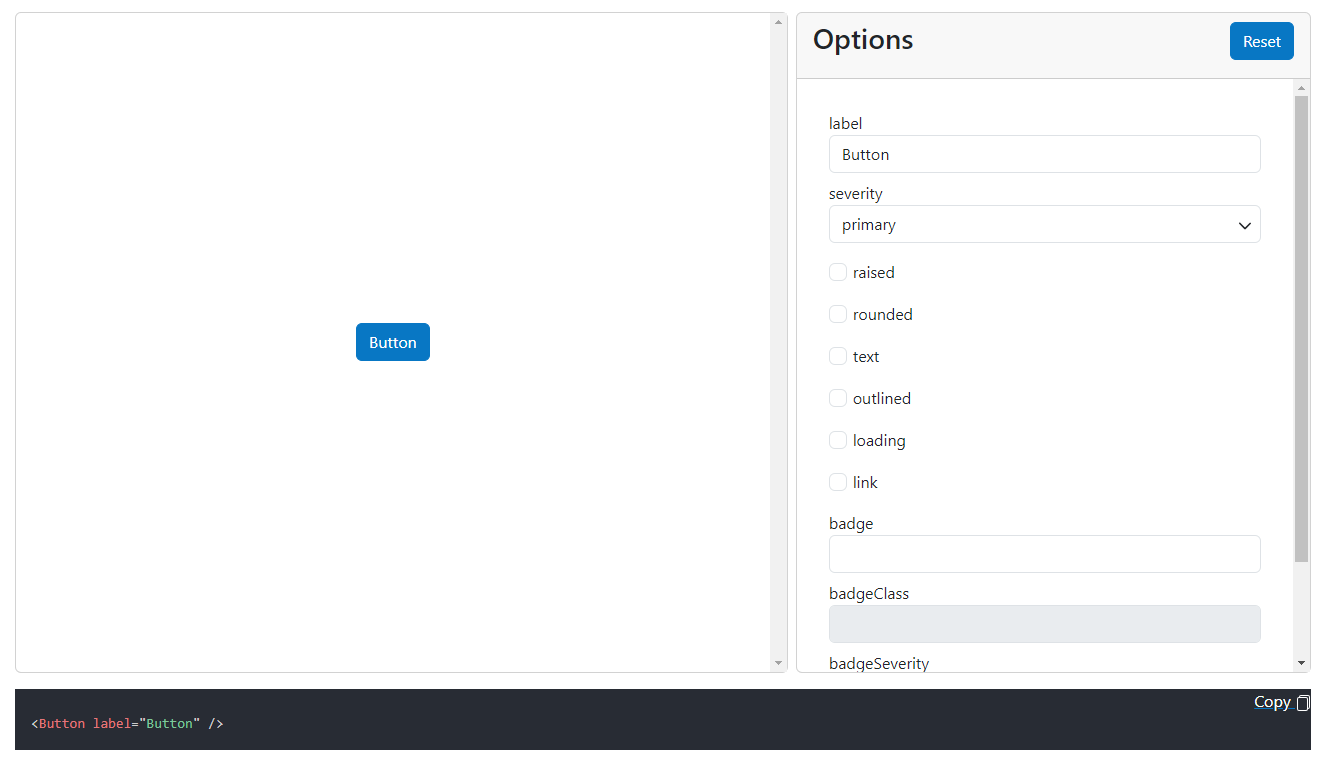 Button
Options
Reset
label
Button
severity
primary
raised
rounded
text
outlined
loading
link
badge
badgeClass
badgeSeverity
Copy
<Button label="Button" />